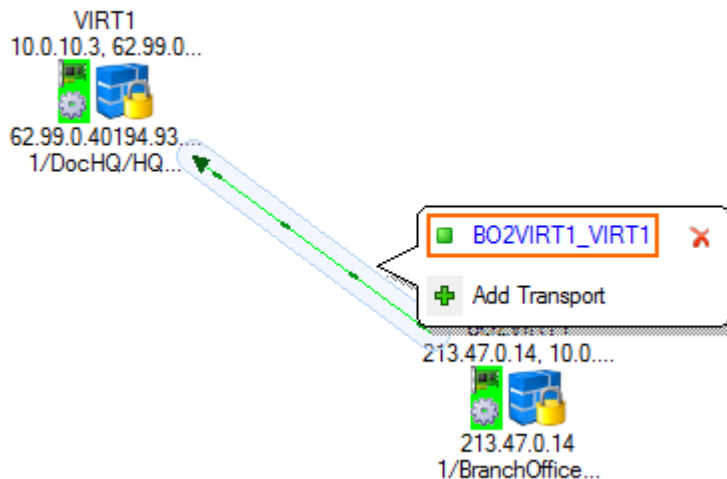 VIRT1
10.0.10.3, 62.99.0...
62.99.0.40194.93....
1/DocHQ/HQ...
BO2VIRT1_VIRT1
Add Transport
213.47.0.14, 10.0....
213.47.0.14
1/BranchOffice...